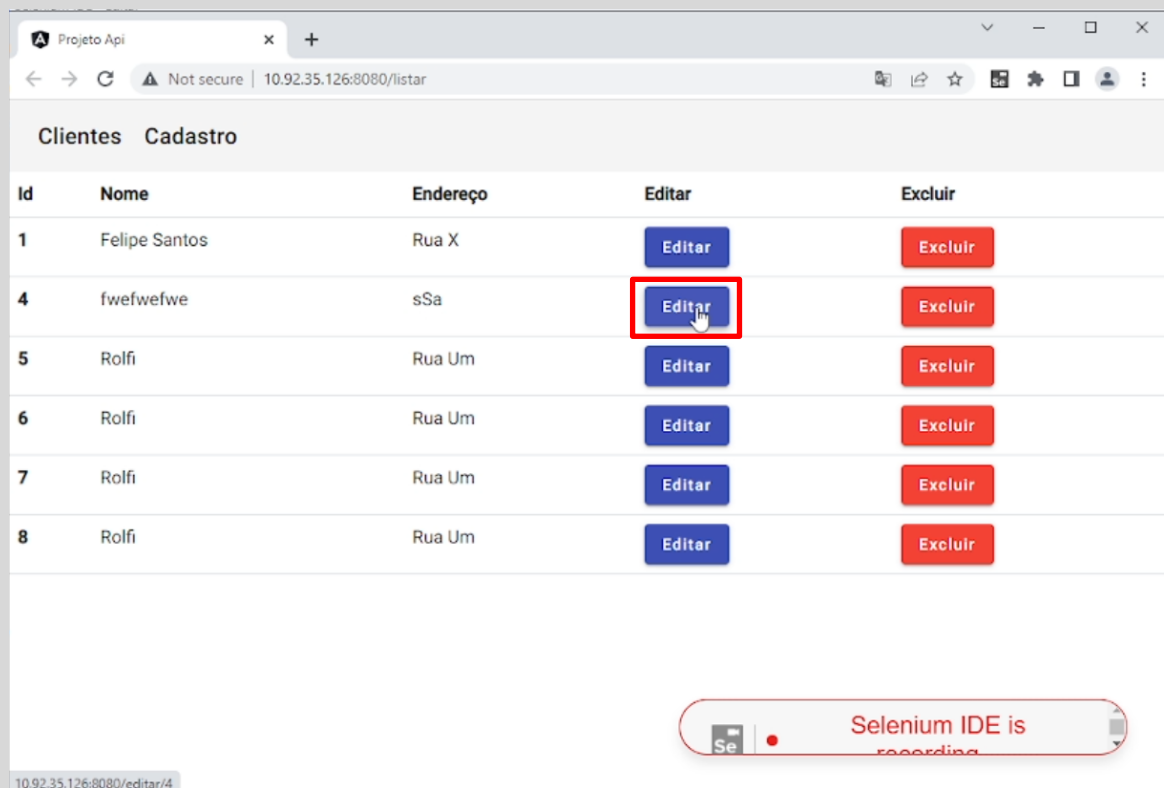 Projeto Api
Not secure 10.92.35.126:8080/listar
Clientes Cadastro
Id Nome Endereço Editar Excluir
1 Felipe Santos Rua X Editar Excluir
4 fwefwefwe sSa Editar Excluir
5 Rolfi Rua Um Editar Excluir
6 Rolfi Rua Um Editar Excluir
7 Rolfi Rua Um Editar Excluir
8 Rolfi Rua Um Editar Excluir
Se Selenium IDE is
recording
10.92.35.126:8080/editar/4